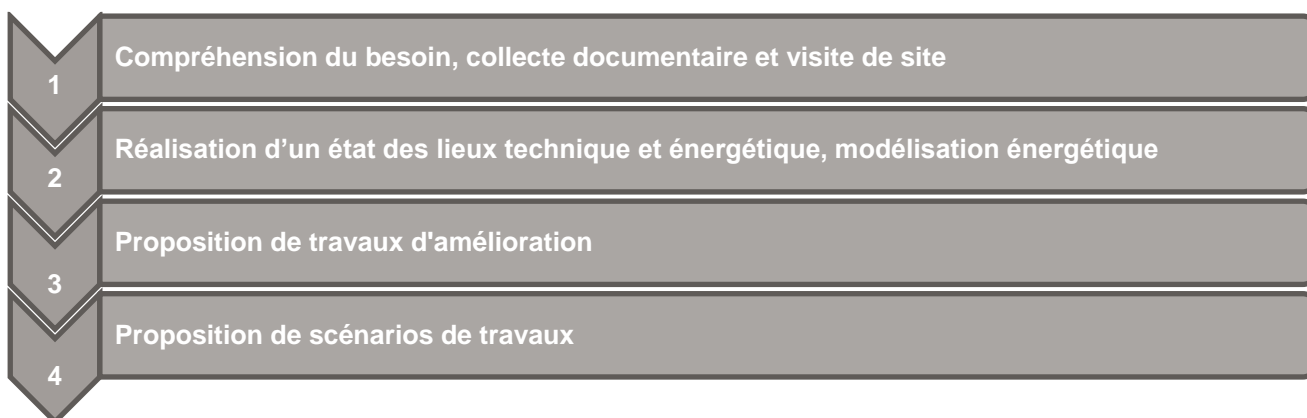 1 Compréhension du besoin, collecte documentaire et visite de site
2 Réalisation d’un état des lieux technique et énergétique, modélisation énergétique
3 Proposition de travaux d'amélioration
4 Proposition de scénarios de travaux